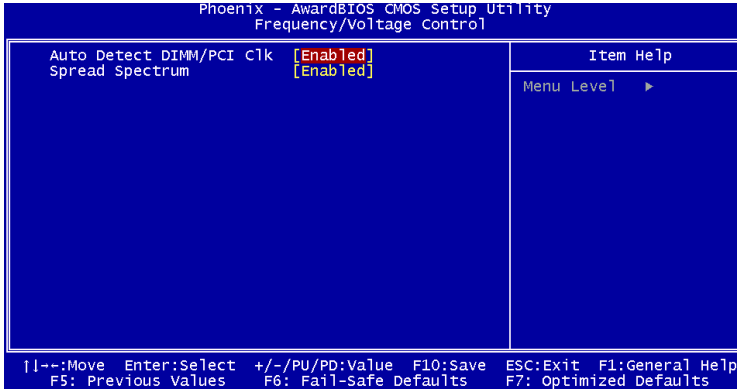 Phoenix - AwardBIOS CMOS Setup Utility
Frequency/Voltage Control
Auto Detect DIMM/PCI Clk [Enabled]
Spread Spectrum [Enabled]
Item Help
Menu Level ►
↑↓→←:Move Enter:Select +/-/PU/PD:Value F10:Save ESC:Exit F1:General Help
F5: Previous Values F6: Fail-Safe Defaults F7: Optimized Defaults